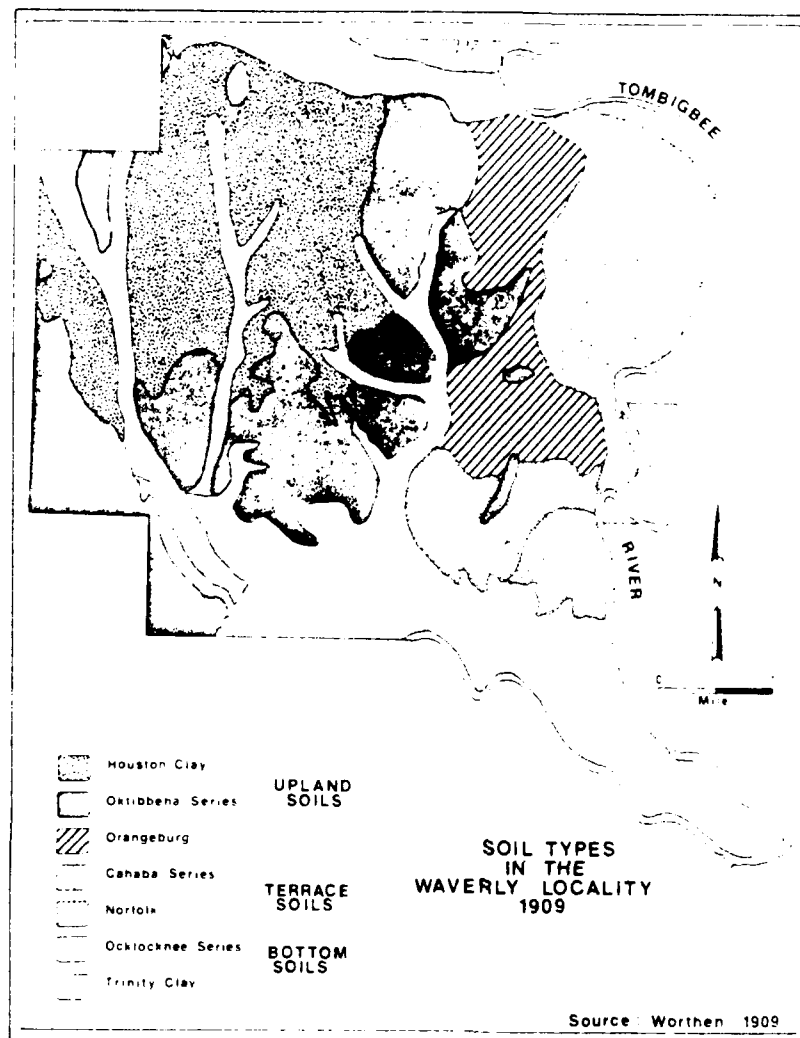 TOMBIGBEE
RIVER
N
Mile
Houston Clay
Oktibbeha Series
UPLAND
SOILS
Orangeburg
Cahaba Series
TERRACE
SOILS
Norfolk
Ocklocknee Series
BOTTOM
SOILS
Trinity Clay
SOIL TYPES
IN THE
WAVERLY LOCALITY
1909
Source: Worthen 1909